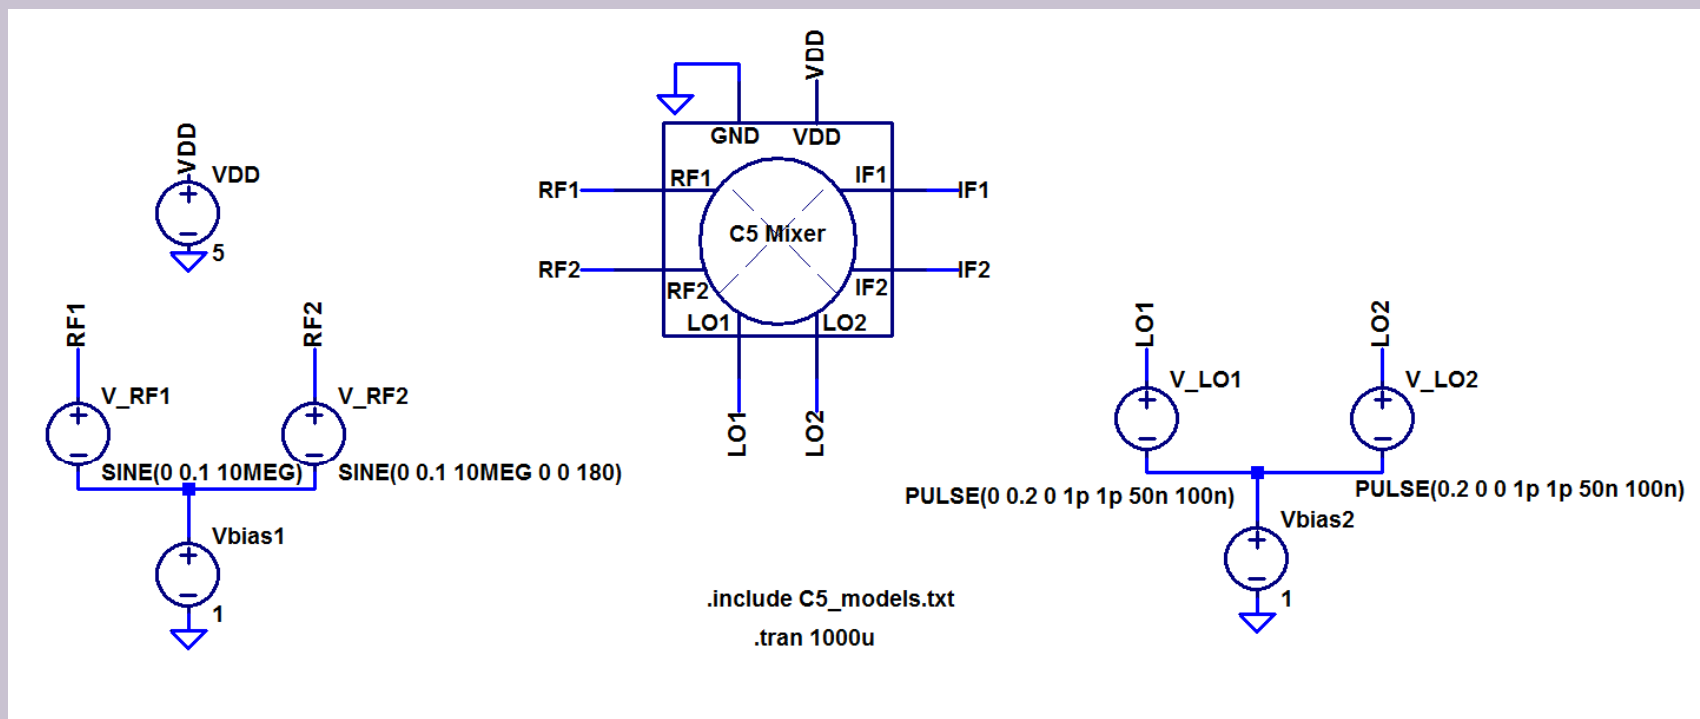 VDD
GND
VDD
VDD
VDD
5
RF1
RF1
IF1
IF1
C5 Mixer
RF2
RF2
IF2
IF2
LO1
LO2
LO1
LO2
RF1
RF2
V_RF1
V_RF2
SINE(0 0.1 10MEG)
SINE(0 0.1 10MEG 0 0 180)
Vbias1
1
LO1
LO2
V_LO1
V_LO2
PULSE(0 0.2 0 1p 1p 50n 100n)
PULSE(0.2 0 0 1p 1p 50n 100n)
Vbias2
1
.include C5_models.txt
.tran 1000u